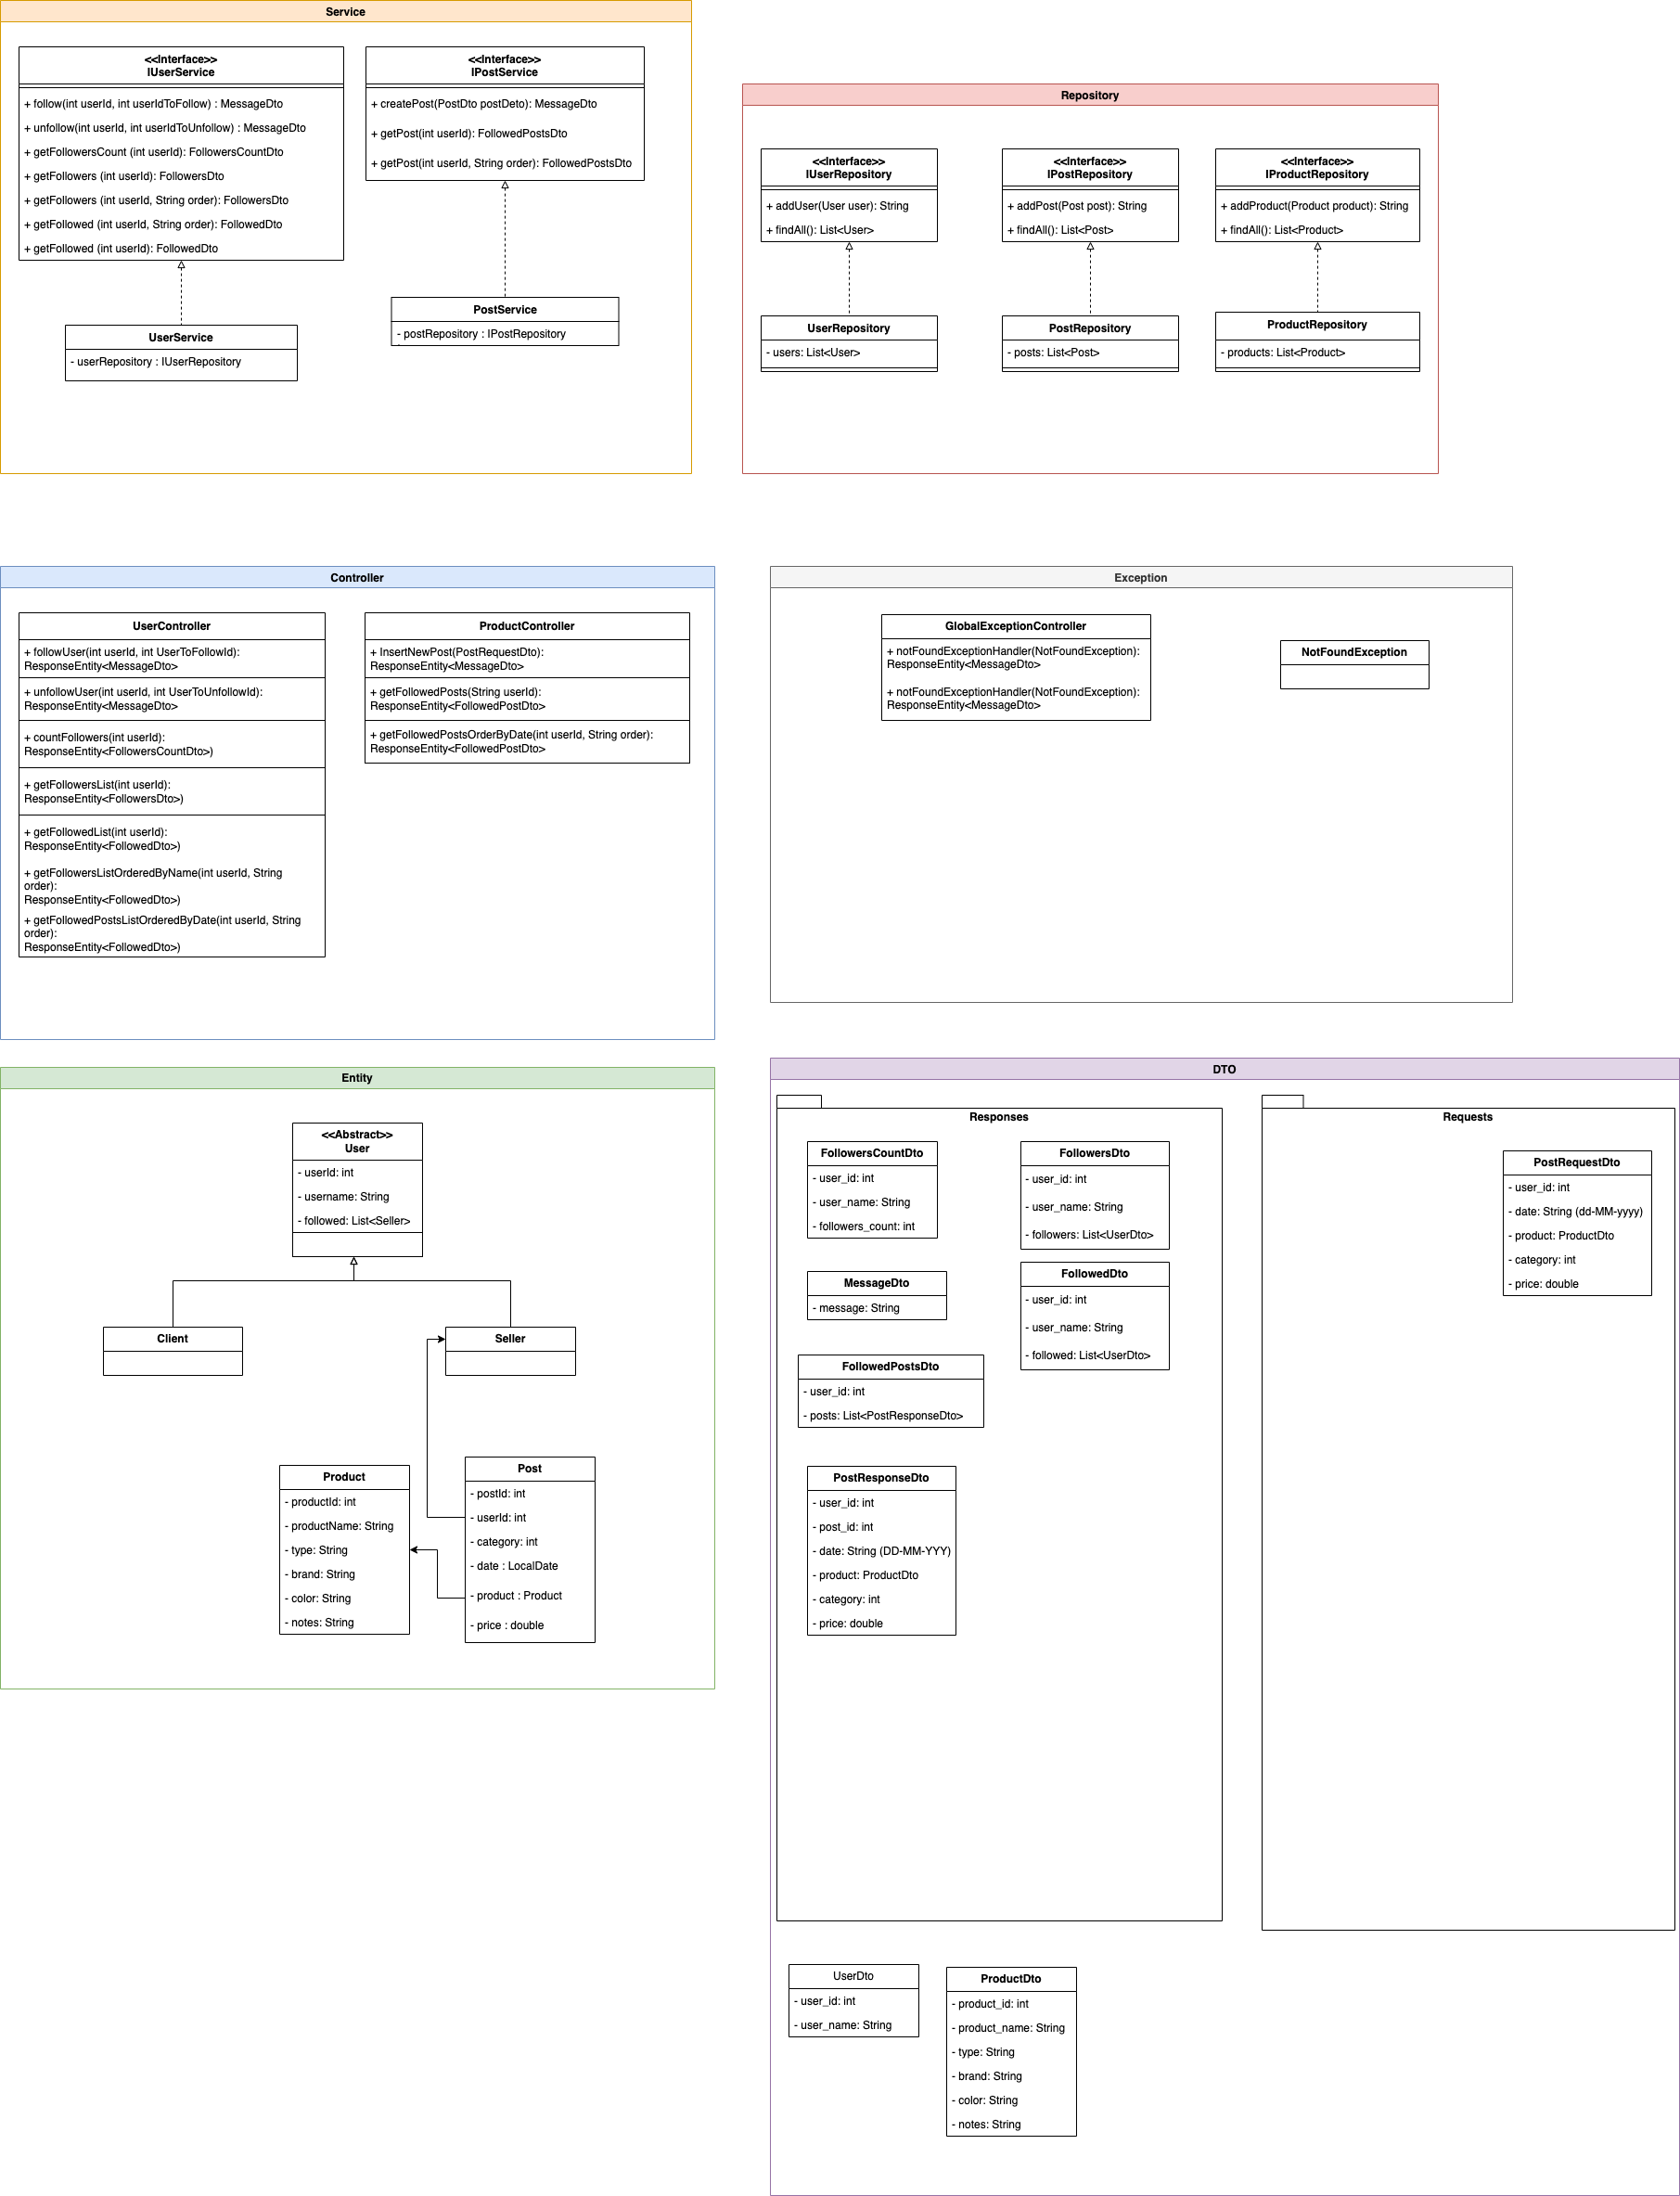 Service
<<Interface>>
IUserService
+ follow(int userId, int userIdToFollow) : MessageDto
+ unfollow(int userId, int userIdToUnfollow) : MessageDto
+ getFollowersCount (int userId): FollowersCountDto
+ getFollowers (int userId): FollowersDto
+ getFollowers (int userId, String order): FollowersDto
+ getFollowed (int userId, String order): FollowedDto
+ getFollowed (int userId): FollowedDto
UserService
- userRepository : IUserRepository
<<Interface>>
IPostService
+ createPost(PostDto postDeto): MessageDto
+ getPost(int userId): FollowedPostsDto
+ getPost(int userId, String order): FollowedPostsDto
PostService
- postRepository : IPostRepository
Repository
<<Interface>>
IUserRepository
+ addUser(User user): String
+ findAll(): List<User>
UserRepository
- users: List<User>
<<Interface>>
IPostRepository
+ addPost(Post post): String
+ findAll(): List<Post>
PostRepository
- posts: List<Post>
<<Interface>>
IProductRepository
+ addProduct(Product product): String
+ findAll(): List<Product>
ProductRepository
- products: List<Product>
Controller
UserController
+ followUser(int userId, int UserToFollowId):
ResponseEntity<MessageDto>
+ unfollowUser(int userId, int UserToUnfollowId):
ResponseEntity<MessageDto>
+ countFollowers(int userId):
ResponseEntity<FollowersCountDto>)
+ getFollowersList(int userId):
ResponseEntity<FollowersDto>)
+ getFollowedList(int userId):
ResponseEntity<FollowedDto>)
+ getFollowersListOrderedByName(int userId, String
order):
ResponseEntity<FollowedDto>)
+ getFollowedPostsListOrderedByDate(int userId, String
order):
ResponseEntity<FollowedDto>)
ProductController
+ InsertNewPost(PostRequestDto):
ResponseEntity<MessageDto>
+ getFollowedPosts(String userId):
ResponseEntity<FollowedPostDto>
+ getFollowedPostsOrderByDate(int userId, String order):
ResponseEntity<FollowedPostDto>
Exception
GlobalExceptionController
+ notFoundExceptionHandler(NotFoundException):
ResponseEntity<MessageDto>
+ notFoundExceptionHandler(NotFoundException):
ResponseEntity<MessageDto>
NotFoundException
Entity
<<Abstract>>
User
- userId: int
- username: String
- followed: List<Seller>
Client
Seller
Product
- productId: int
- productName: String
- type: String
- brand: String
- color: String
- notes: String
Post
- postId: int
- userId: int
- category: int
- date : LocalDate
- product : Product
- price : double
DTO
Responses
FollowersCountDto
- user_id: int
- user_name: String
- followers_count: int
FollowersDto
- user_id: int
- user_name: String
- followers: List<UserDto>
MessageDto
- message: String
FollowedDto
- user_id: int
- user_name: String
- followed: List<UserDto>
FollowedPostsDto
- user_id: int
- posts: List<PostResponseDto>
PostResponseDto
- user_id: int
- post_id: int
- date: String (DD-MM-YYY)
- product: ProductDto
- category: int
- price: double
Requests
PostRequestDto
- user_id: int
- date: String (dd-MM-yyyy)
- product: ProductDto
- category: int
- price: double
UserDto
- user_id: int
- user_name: String
ProductDto
- product_id: int
- product_name: String
- type: String
- brand: String
- color: String
- notes: String